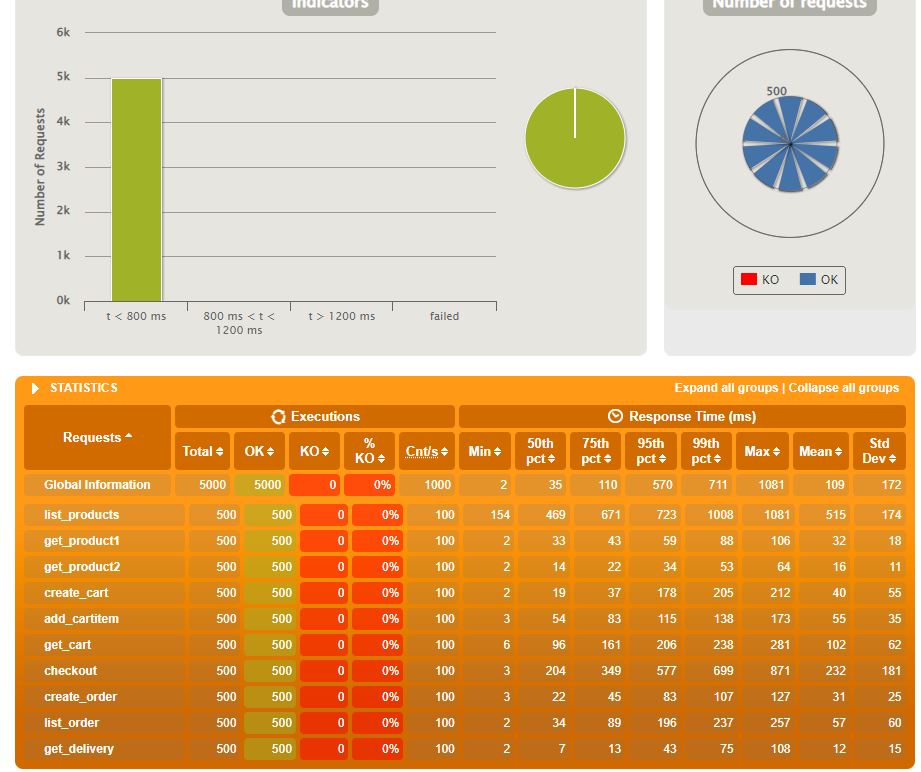 Indicators
Number of requests
6k
5k
4k
3k
2k
1k
0k
Number of Requests
t < 800 ms
800 ms < t <
1200 ms
t > 1200 ms
failed
500
KO OK
STATISTICS Expand all groups | Collapse all groups
Requests
Executions
Response Time (ms)
Total OK KO % KO Cnt/s Min 50th pct 75th pct 95th pct 99th pct Max Mean Std Dev
Global Information 5000 5000 0 0% 1000 2 35 110 570 711 1081 109 172
list_products 500 500 0 0% 100 154 469 671 723 1008 1081 515 174
get_product1 500 500 0 0% 100 2 33 43 59 88 106 32 18
get_product2 500 500 0 0% 100 2 14 22 34 53 64 16 11
create_cart 500 500 0 0% 100 2 19 37 178 205 212 40 55
add_cartitem 500 500 0 0% 100 3 54 83 115 138 173 55 35
get_cart 500 500 0 0% 100 6 96 161 206 238 281 102 62
checkout 500 500 0 0% 100 3 204 349 577 699 871 232 181
create_order 500 500 0 0% 100 3 22 45 83 107 127 31 25
list_order 500 500 0 0% 100 2 34 89 196 237 257 57 60
get_delivery 500 500 0 0% 100 2 7 13 43 75 108 12 15